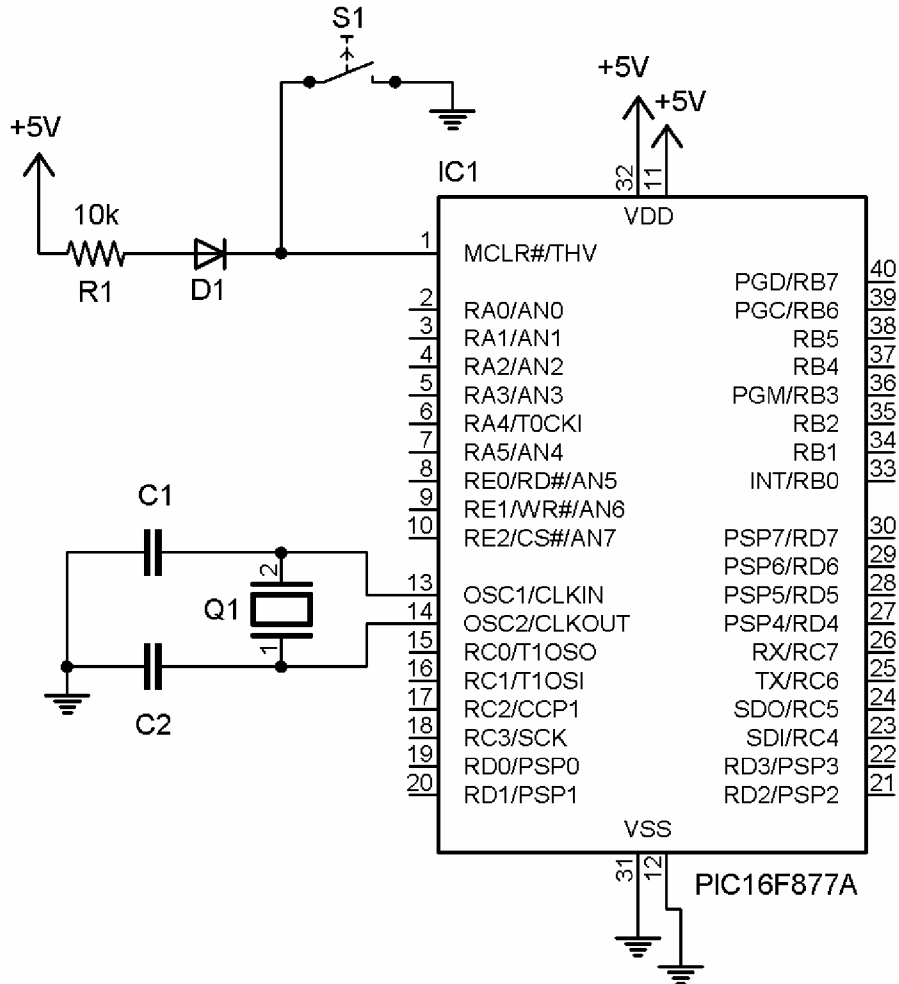 S1
+5V
+5V
+5V
IC1
10k
R1
D1
32
11
VDD
1
MCLR#/THV
2
RA0/AN0
3
RA1/AN1
4
RA2/AN2
5
RA3/AN3
6
RA4/T0CKI
7
RA5/AN4
8
RE0/RD#/AN5
9
RE1/WR#/AN6
10
RE2/CS#/AN7
PGD/RB7
40
PGC/RB6
39
RB5
38
RB4
37
PGM/RB3
36
RB2
35
RB1
34
INT/RB0
33
PSP7/RD7
30
PSP6/RD6
29
PSP5/RD5
28
PSP4/RD4
27
RX/RC7
26
TX/RC6
25
SDO/RC5
24
SDI/RC4
23
RD3/PSP3
22
RD2/PSP2
21
C1
2
Q1
1
C2
13
OSC1/CLKIN
14
OSC2/CLKOUT
15
RC0/T1OSO
16
RC1/T1OSI
17
RC2/CCP1
18
RC3/SCK
19
RD0/PSP0
20
RD1/PSP1
VSS
31
12
PIC16F877A